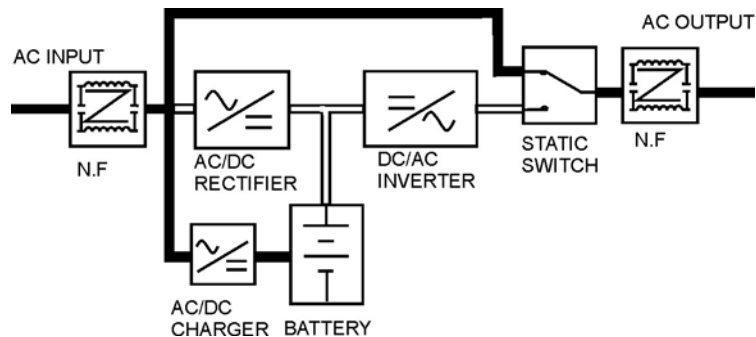 AC INPUT
AC OUTPUT
N.F
AC/DC
RECTIFIER
DC/AC
INVERTER
STATIC
SWITCH
N.F
AC/DC
CHARGER
BATTERY